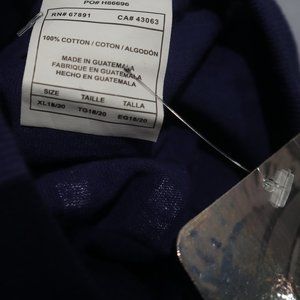 PO# H86696
RN# 67891 CA# 43063
100% COTTON / COTON / ALGODÓN
MADE IN GUATEMALA
FABRIQUE EN GUATEMALA
HECHO EN GUATEMALA
SIZE TAILLE TALLA
XL18/20 TG18/20 EG18/20